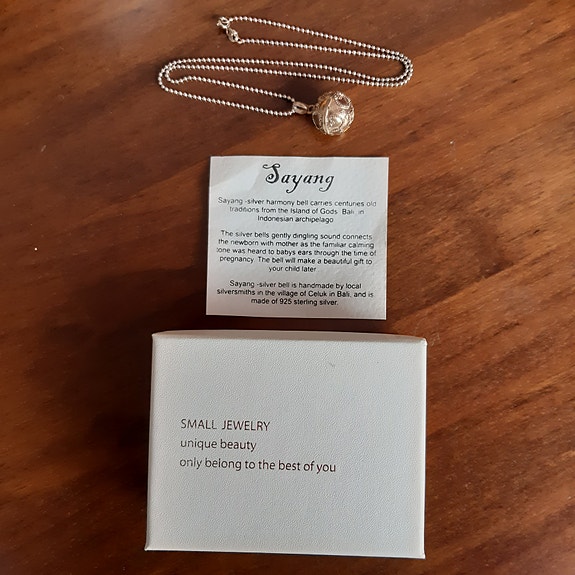 Sayang
Sayang -silver harmony bell carries centuries old
traditions from the Island of Gods, Bali, in
Indonesian archipelago
The silver bells gently dingling sound connects
the newborn with mother as the familiar calming
tone was heard to babys ears through the time of
pregnancy. The bell will make a beautiful gift to
your child later
Sayang -silver bell is handmade by local
silversmiths in the village of Celuk in Bali, and is
made of 925 sterling silver.
SMALL JEWELRY
unique beauty
only belong to the best of you